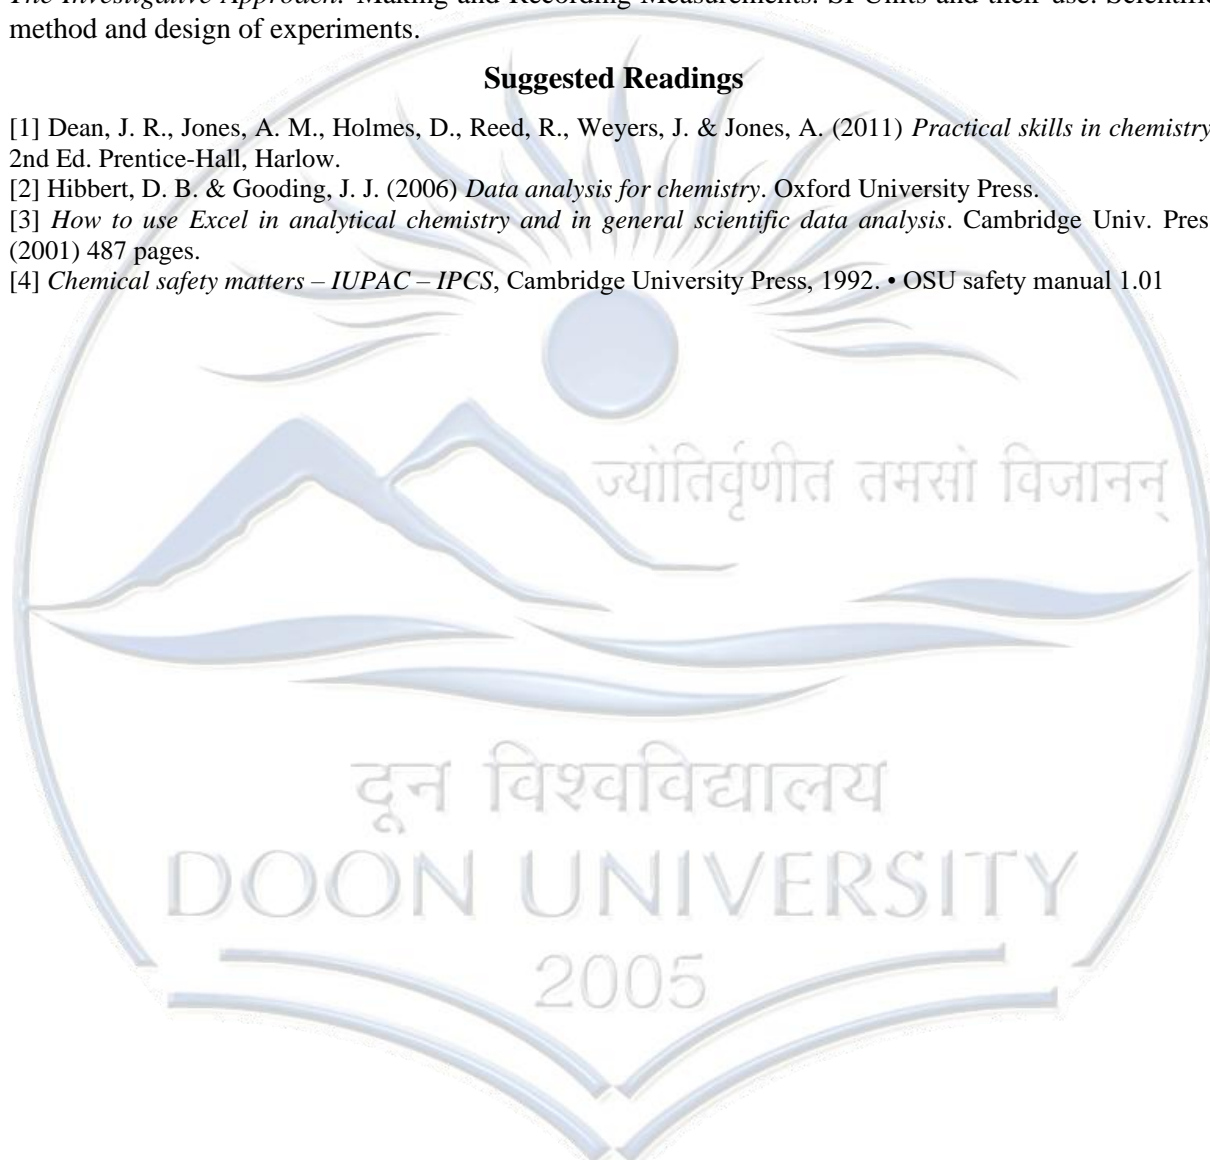 The Investigative Approach: Making and Recording Measurements. SI Units and their use. Scientific
method and design of experiments.
Suggested Readings
[1] Dean, J. R., Jones, A. M., Holmes, D., Reed, R., Weyers, J. & Jones, A. (2011) Practical skills in chemistry
2nd Ed. Prentice-Hall, Harlow.
[2] Hibbert, D. B. & Gooding, J. J. (2006) Data analysis for chemistry. Oxford University Press.
[3] How to use Excel in analytical chemistry and in general scientific data analysis. Cambridge Univ. Pres
(2001) 487 pages.
[4] Chemical safety matters – IUPAC – IPCS, Cambridge University Press, 1992. • OSU safety manual 1.01
ज्योतिर्वृणीत तमसो विजानन्
दून विश्वविद्यालय
DOON UNIVERSITY
2005